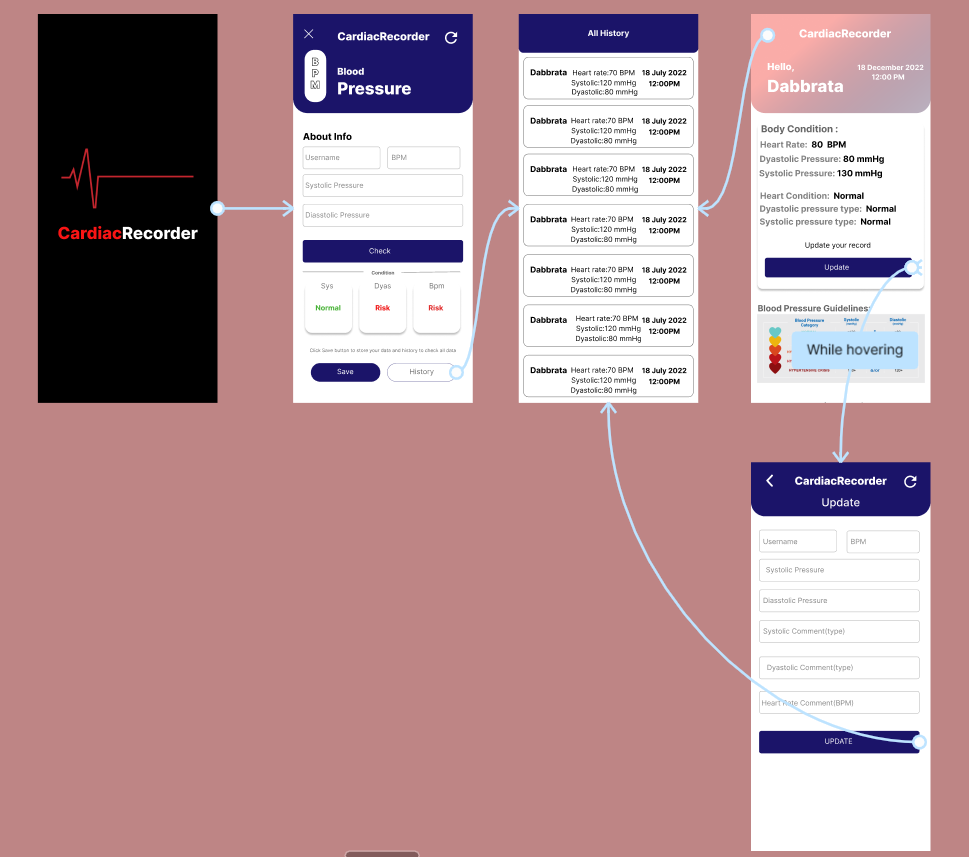 CardiacRecorder
CardiacRecorder
B
P
M
Blood
Pressure
About Info
Username BPM
Systolic Pressure
Diasstolic Pressure
Check
Condition
Sys Dyas Bpm
Normal Risk Risk
Click Save button to store your data and history to check all data
Save History
All History
Dabbrata Heart rate:70 BPM 18 July 2022
Systolic:120 mmHg 12:00PM
Dyastolic:80 mmHg
Dabbrata Heart rate:70 BPM 18 July 2022
Systolic:120 mmHg 12:00PM
Dyastolic:80 mmHg
Dabbrata Heart rate:70 BPM 18 July 2022
Systolic:120 mmHg 12:00PM
Dyastolic:80 mmHg
Dabbrata Heart rate:70 BPM 18 July 2022
Systolic:120 mmHg 12:00PM
Dyastolic:80 mmHg
Dabbrata Heart rate:70 BPM 18 July 2022
Systolic:120 mmHg 12:00PM
Dyastolic:80 mmHg
Dabbrata Heart rate:70 BPM 18 July 2022
Systolic:120 mmHg 12:00PM
Dyastolic:80 mmHg
Dabbrata Heart rate:70 BPM 18 July 2022
Systolic:120 mmHg 12:00PM
Dyastolic:80 mmHg
CardiacRecorder
Hello, 18 December 2022
Dabbrata 12:00 PM
Body Condition :
Heart Rate: 80 BPM
Dyastolic Pressure: 80 mmHg
Systolic Pressure: 130 mmHg
Heart Condition: Normal
Dyastolic pressure type: Normal
Systolic pressure type: Normal
Update your record
Update
Blood Pressure Guidelines:
Blood Pressure Systolic Diastolic
Category mmHg mmHg
While hovering
CardiacRecorder
Update
Username BPM
Systolic Pressure
Diasstolic Pressure
Systolic Comment(type)
Dyastolic Comment(type)
Heart Rate Comment(BPM)
UPDATE